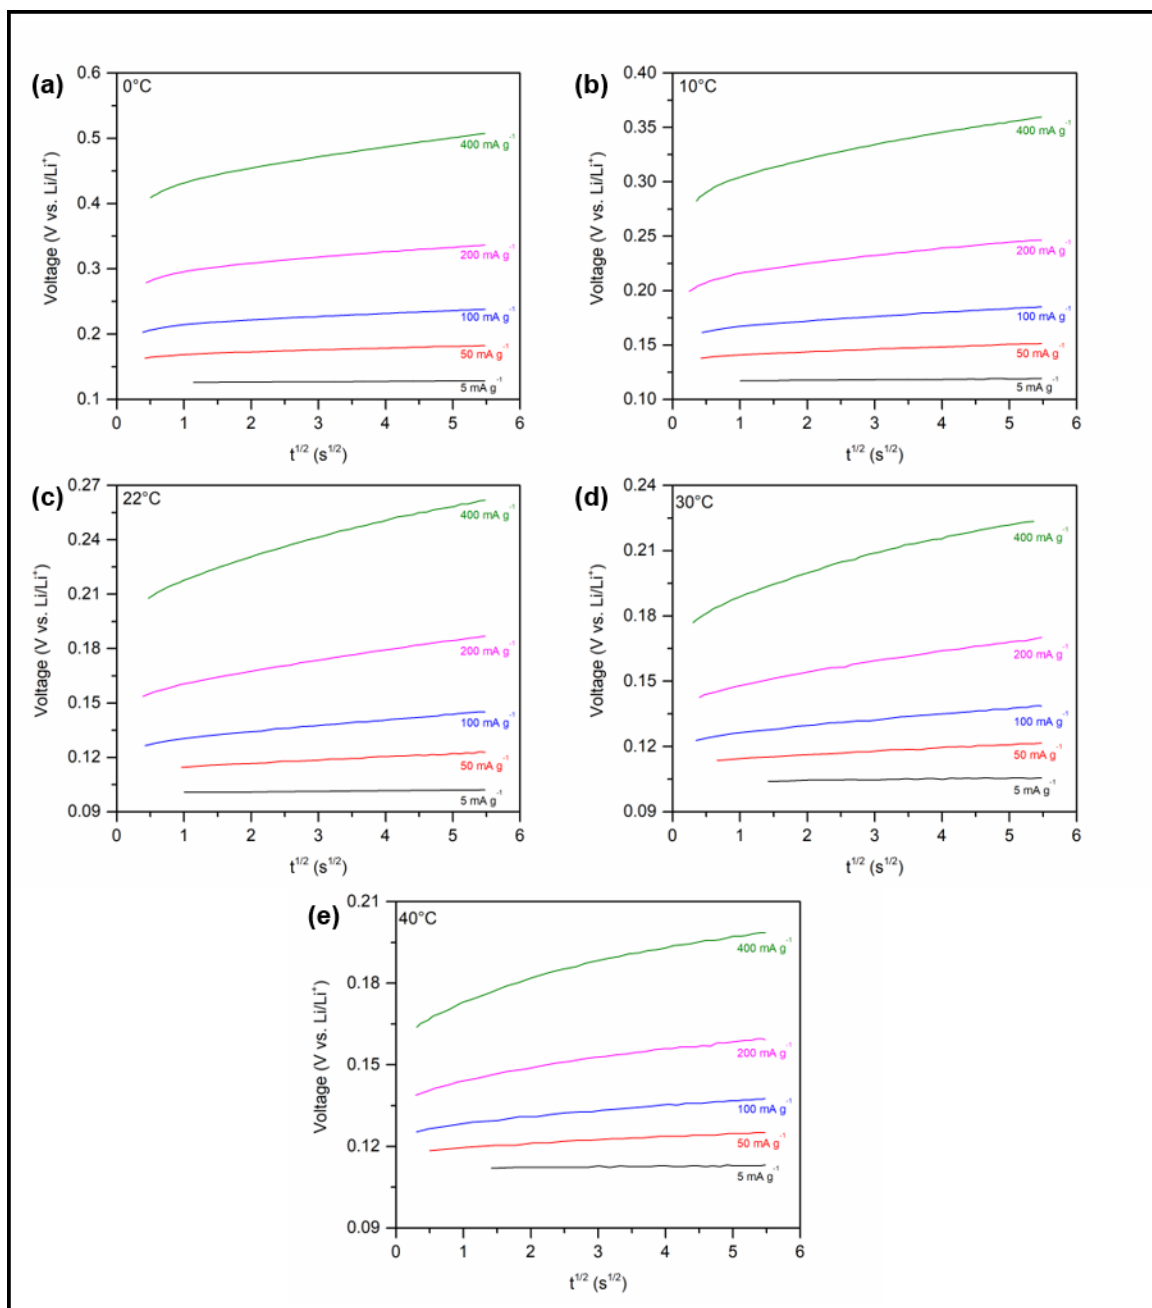 (a)
0°C
0.6
0.5
0.4
0.3
0.2
0.1
Voltage (V vs. Li/Li⁺)
400 mA g⁻¹
200 mA g⁻¹
100 mA g⁻¹
50 mA g⁻¹
5 mA g⁻¹
0 1 2 3 4 5 6
t^1/2 (s^1/2)
(b)
10°C
0.40
0.35
0.30
0.25
0.20
0.15
0.10
Voltage (V vs. Li/Li⁺)
400 mA g⁻¹
200 mA g⁻¹
100 mA g⁻¹
50 mA g⁻¹
5 mA g⁻¹
0 1 2 3 4 5 6
t^1/2 (s^1/2)
(c)
22°C
0.27
0.24
0.21
0.18
0.15
0.12
0.09
Voltage (V vs. Li/Li⁺)
400 mA g⁻¹
200 mA g⁻¹
100 mA g⁻¹
50 mA g⁻¹
5 mA g⁻¹
0 1 2 3 4 5 6
t^1/2 (s^1/2)
(d)
30°C
0.24
0.21
0.18
0.15
0.12
0.09
Voltage (V vs. Li/Li⁺)
400 mA g⁻¹
200 mA g⁻¹
100 mA g⁻¹
50 mA g⁻¹
5 mA g⁻¹
0 1 2 3 4 5 6
t^1/2 (s^1/2)
(e)
40°C
0.21
0.18
0.15
0.12
0.09
Voltage (V vs. Li/Li⁺)
400 mA g⁻¹
200 mA g⁻¹
100 mA g⁻¹
50 mA g⁻¹
5 mA g⁻¹
0 1 2 3 4 5 6
t^1/2 (s^1/2)